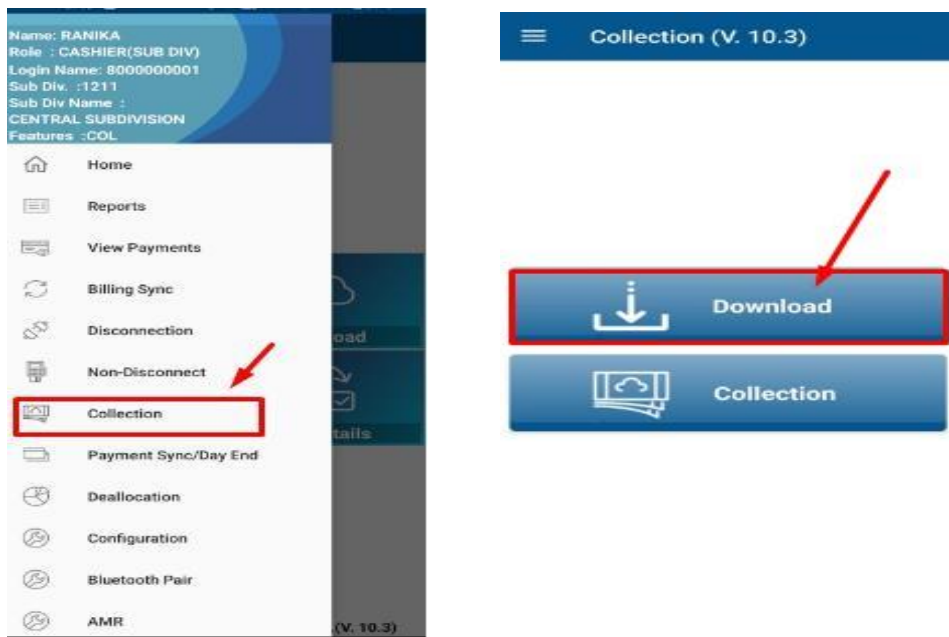 Name: RANIKA
Role : CASHIER(SUB DIV)
Login Name: 8000000001
Sub Div. :1211
Sub Div Name :
CENTRAL SUBDIVISION
Features :COL
Home
Reports
View Payments
Billing Sync
Disconnection
Non-Disconnect
Collection
Payment Sync/Day End
Deallocation
Configuration
Bluetooth Pair
AMR
oad
tails
(V. 10.3)
Collection (V. 10.3)
Download
Collection